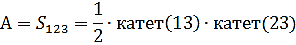 A = S₁₂₃ = 1/2 · катет(13) · катет(23)